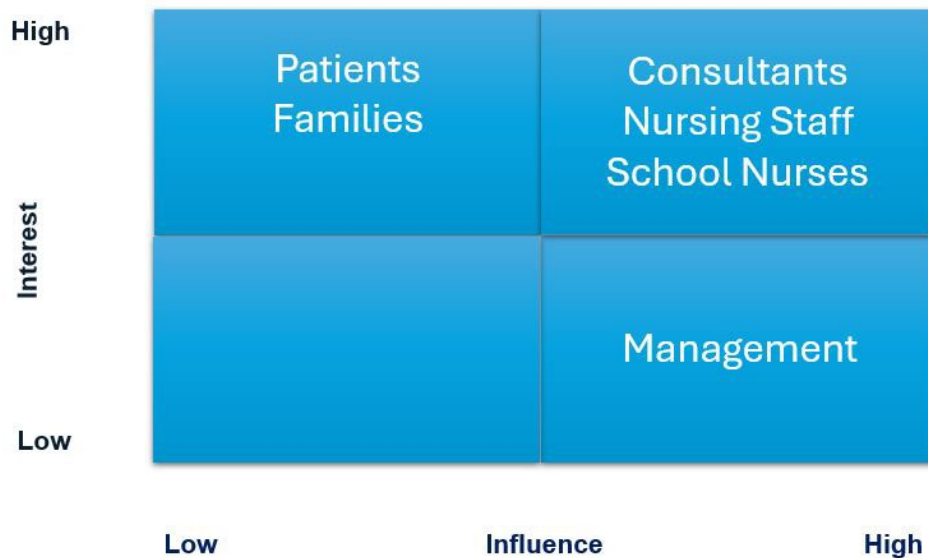 High
Patients
Families
Consultants
Nursing Staff
School Nurses
Interest
Management
Low
Low
Influence
High